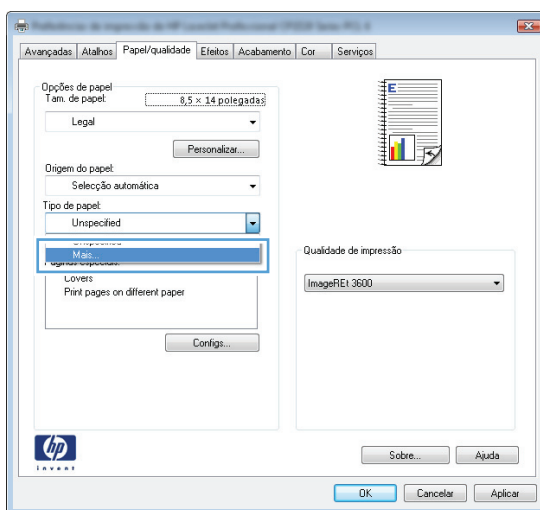 Avançadas Atalhos Papel/qualidade Efeitos Acabamento Cor Serviços
Opções de papel
Tam. de papel: 8,5 × 14 polegadas
Legal
Personalizar...
Origem do papel:
Selecção automática
Tipo de papel:
Unspecified
Mais...
Covers
Print pages on different paper
Configs...
Qualidade de impressão
ImageREt 3600
E
hp
invent
Sobre... Ajuda
OK Cancelar Aplicar